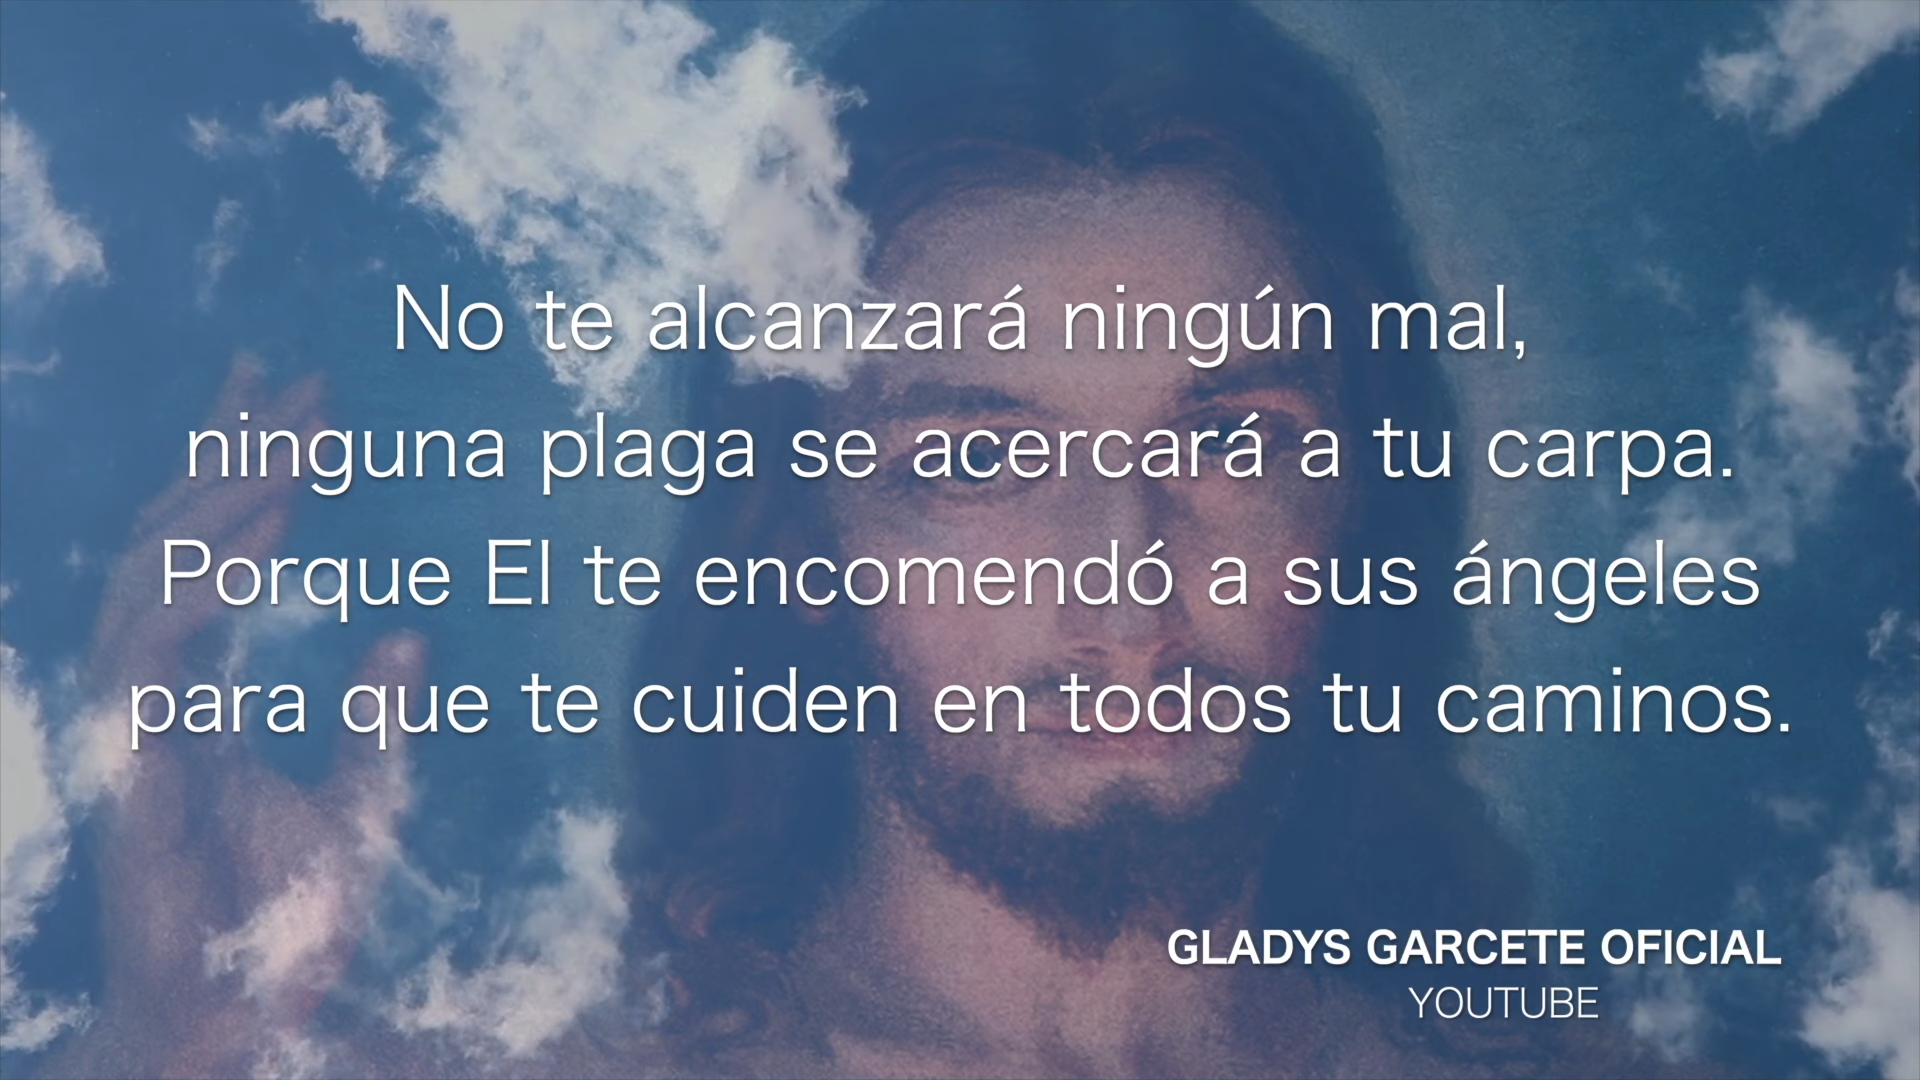 No te alcanzará ningún mal,
ninguna plaga se acercará a tu carpa.
Porque El te encomendó a sus ángeles
para que te cuiden en todos tu caminos.
GLADYS GARCETE OFICIAL
YOUTUBE